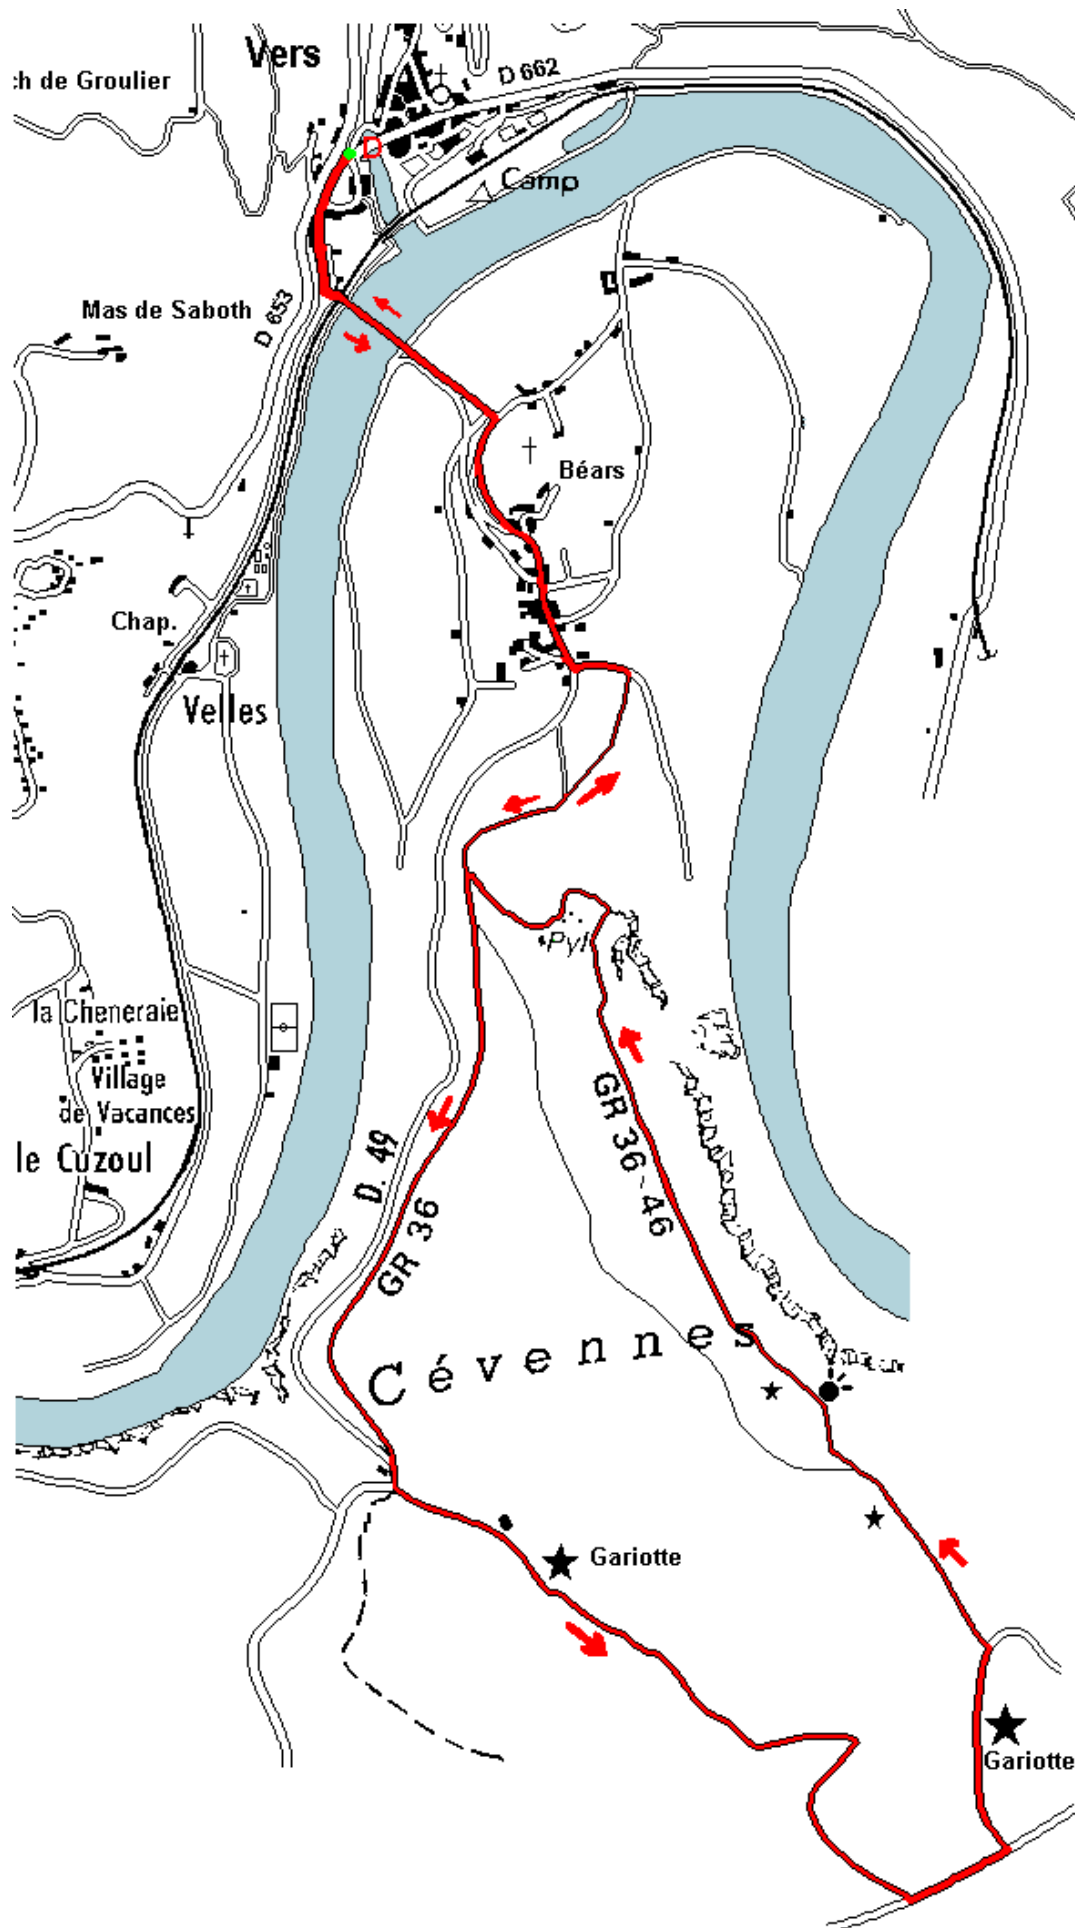 Vers
D 662
ch de Groulier
D
Camp
Mas de Saboth
D 653
Béars
Chap.
Velles
Pyl
la Cheneraie
Village
de Vacances
le Cuzoul
D. 49
GR 36
GR 36-46
Cévennes
Gariotte
Gariotte